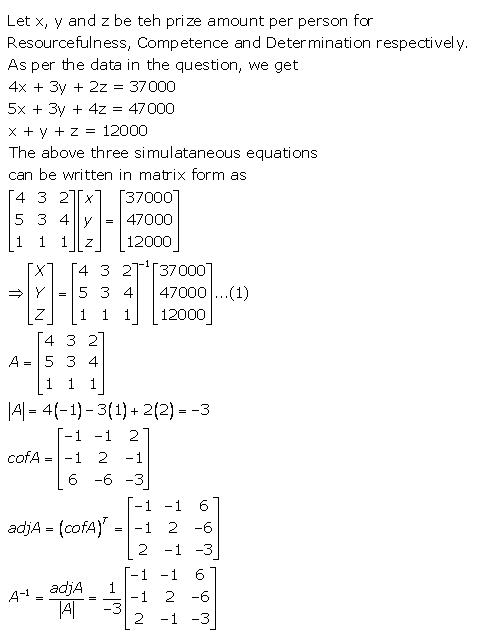 Let x, y and z be teh prize amount per person for
Resourcefulness, Competence and Determination respectively.
As per the data in the question, we get
4x + 3y + 2z = 37000
5x + 3y + 4z = 47000
x + y + z = 12000
The above three simulataneous equations
can be written in matrix form as
[4 3 2][x] [37000]
[5 3 4][y] = [47000]
[1 1 1][z] [12000]
[X] [4 3 2]⁻¹[37000]
⇒ [Y] = [5 3 4] [47000] ...(1)
[Z] [1 1 1] [12000]
[4 3 2]
A = [5 3 4]
[1 1 1]
|A| = 4(−1) − 3(1) + 2(2) = −3
[−1 −1 2]
cofA = [−1 2 −1]
[6 −6 −3]
[−1 −1 6]
adjA = (cofA)ᵀ = [−1 2 −6]
[2 −1 −3]
[−1 −1 6]
A⁻¹ = adjA/|A| = 1/−3 [−1 2 −6]
[2 −1 −3]